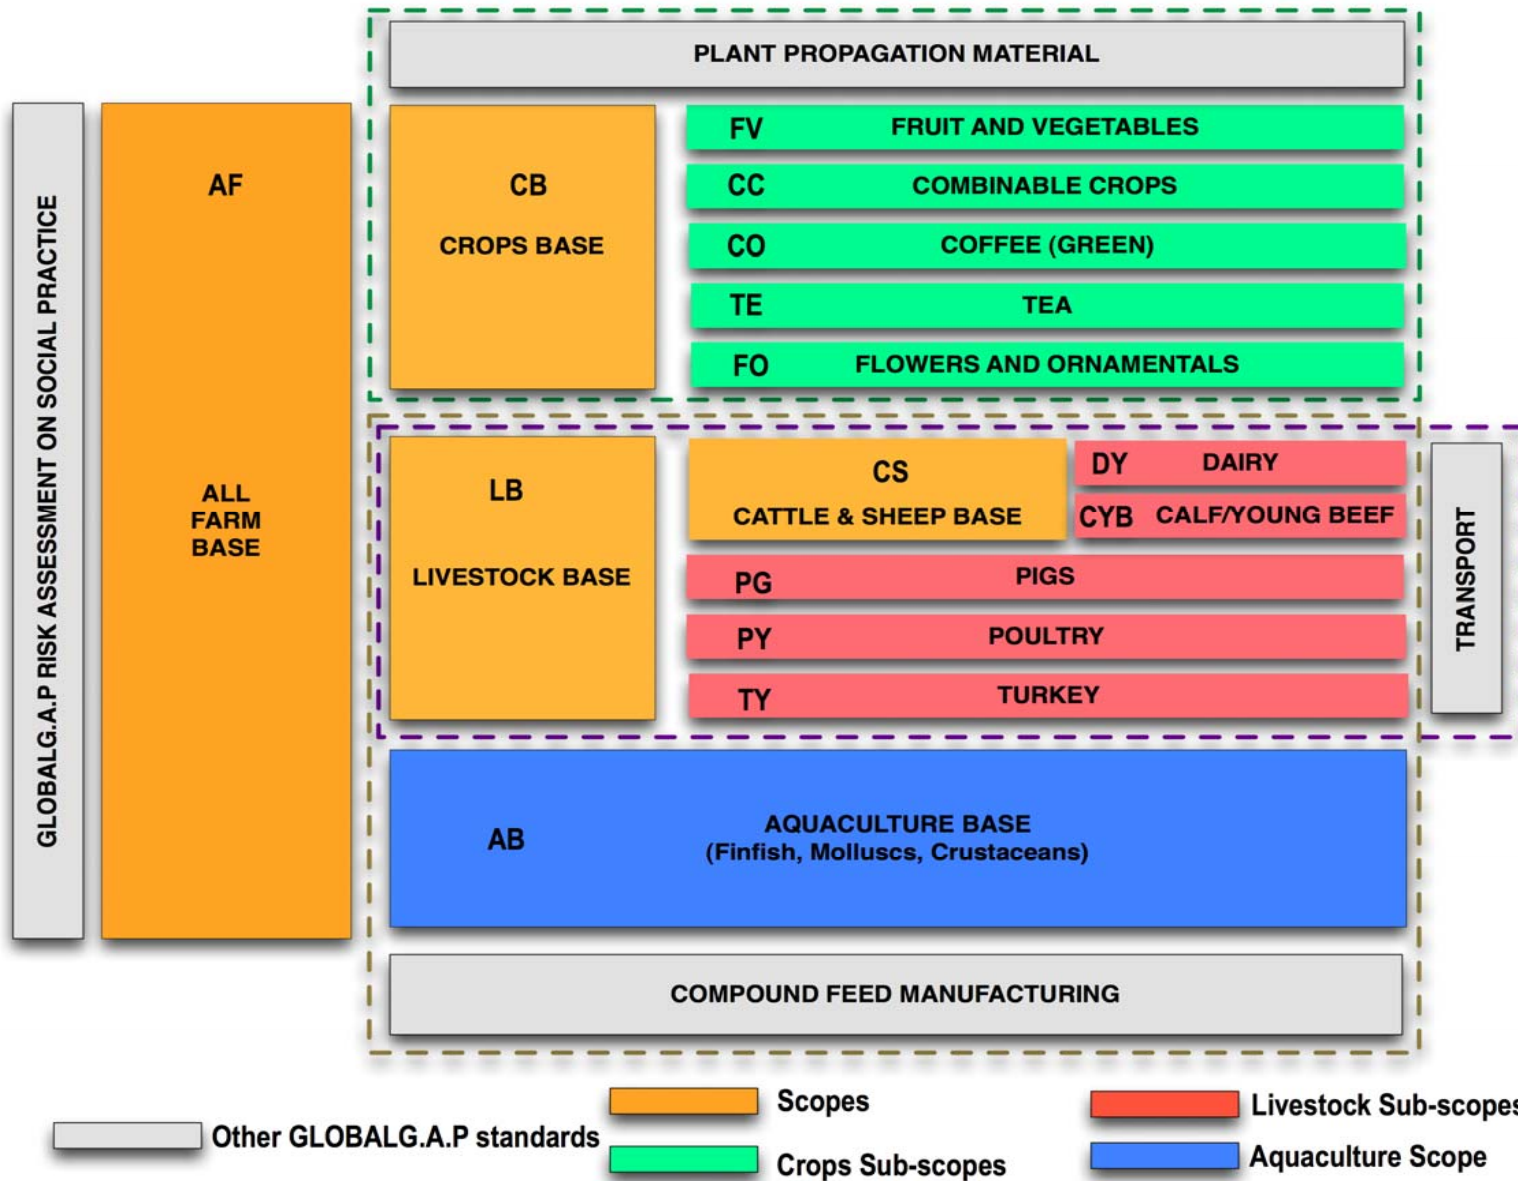 PLANT PROPAGATION MATERIAL
GLOBALG.A.P RISK ASSESSMENT ON SOCIAL PRACTICE
AF
ALL
FARM
BASE
CB
CROPS BASE
FV FRUIT AND VEGETABLES
CC COMBINABLE CROPS
CO COFFEE (GREEN)
TE TEA
FO FLOWERS AND ORNAMENTALS
LB
LIVESTOCK BASE
CS
CATTLE & SHEEP BASE
DY DAIRY
CYB CALF/YOUNG BEEF
PG PIGS
PY POULTRY
TY TURKEY
TRANSPORT
AB
AQUACULTURE BASE
(Finfish, Molluscs, Crustaceans)
COMPOUND FEED MANUFACTURING
Other GLOBALG.A.P standards
Scopes
Crops Sub-scopes
Livestock Sub-scopes
Aquaculture Scope